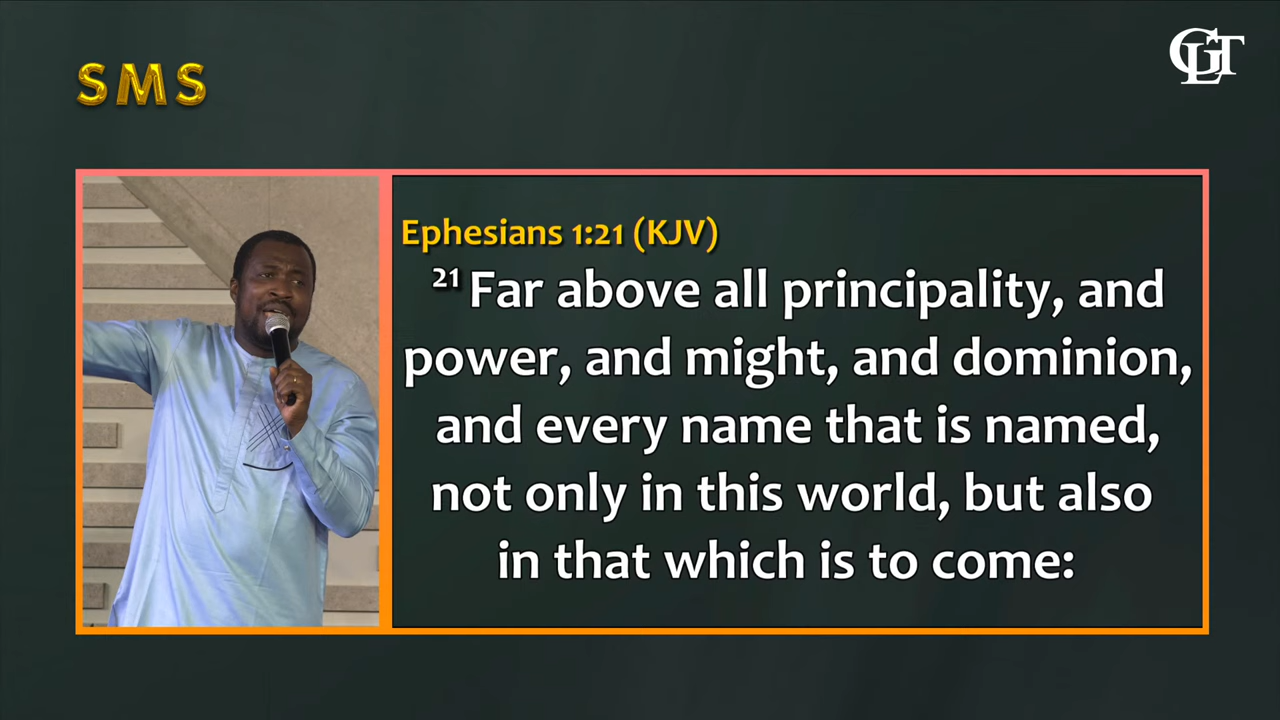 SMS
GLT
Ephesians 1:21 (KJV)
21 Far above all principality, and
power, and might, and dominion,
and every name that is named,
not only in this world, but also
in that which is to come: